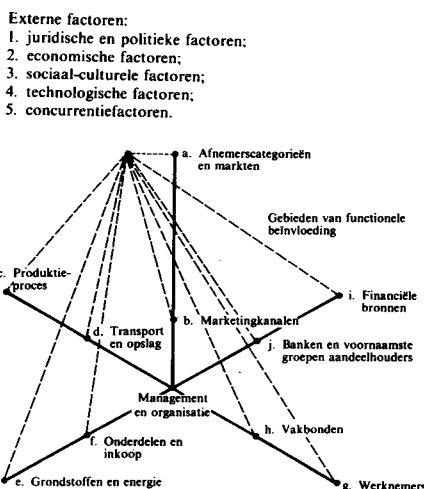 Externe factoren:
1. juridische en politieke factoren;
2. economische factoren;
3. sociaal-culturele factoren;
4. technologische factoren;
5. concurrentiefactoren.
a. Afnemerscategorieën
en markten
Gebieden van functionele
beïnvloeding
c. Produktie-
proces
i. Financiële
bronnen
b. Marketingkanalen
d. Transport
en opslag
j. Banken en voornaamste
groepen aandeelhouders
Management
en organisatie
f. Onderdelen en
inkoop
h. Vakbonden
e. Grondstoffen en energie
g. Werknemers